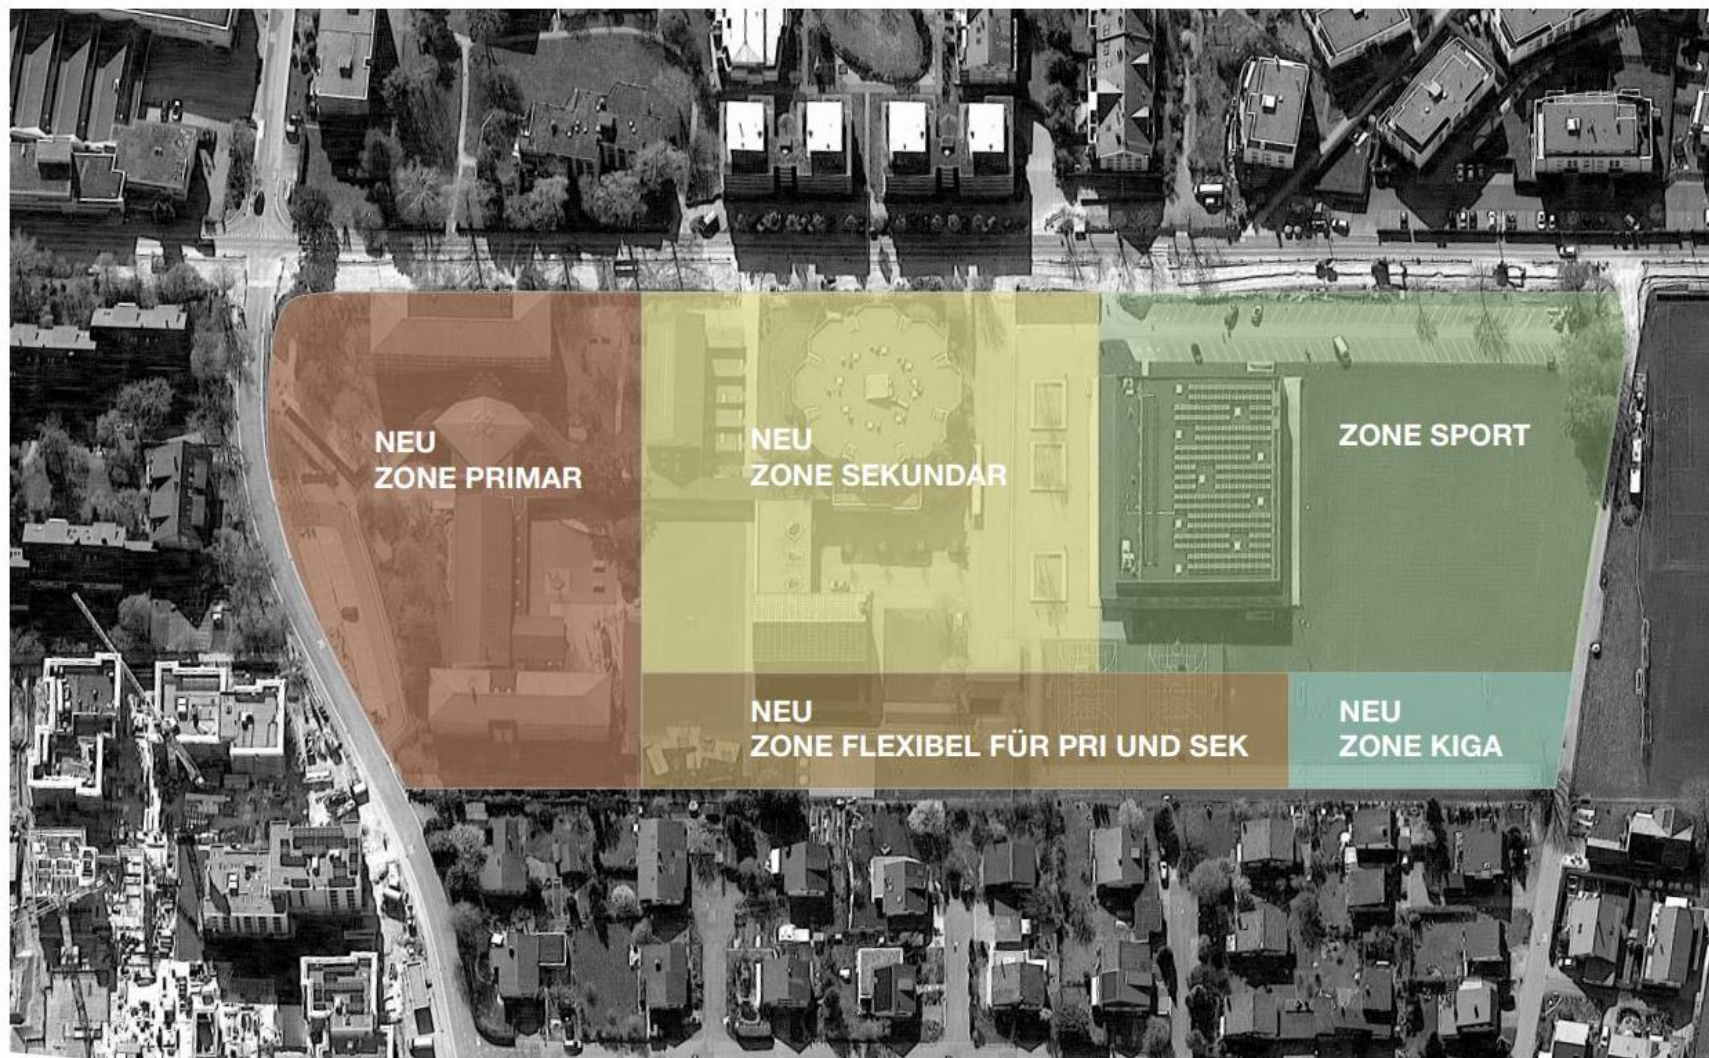 NEU
ZONE PRIMAR
NEU
ZONE SEKUNDAR
ZONE SPORT
NEU
ZONE FLEXIBEL FÜR PRI UND SEK
NEU
ZONE KIGA